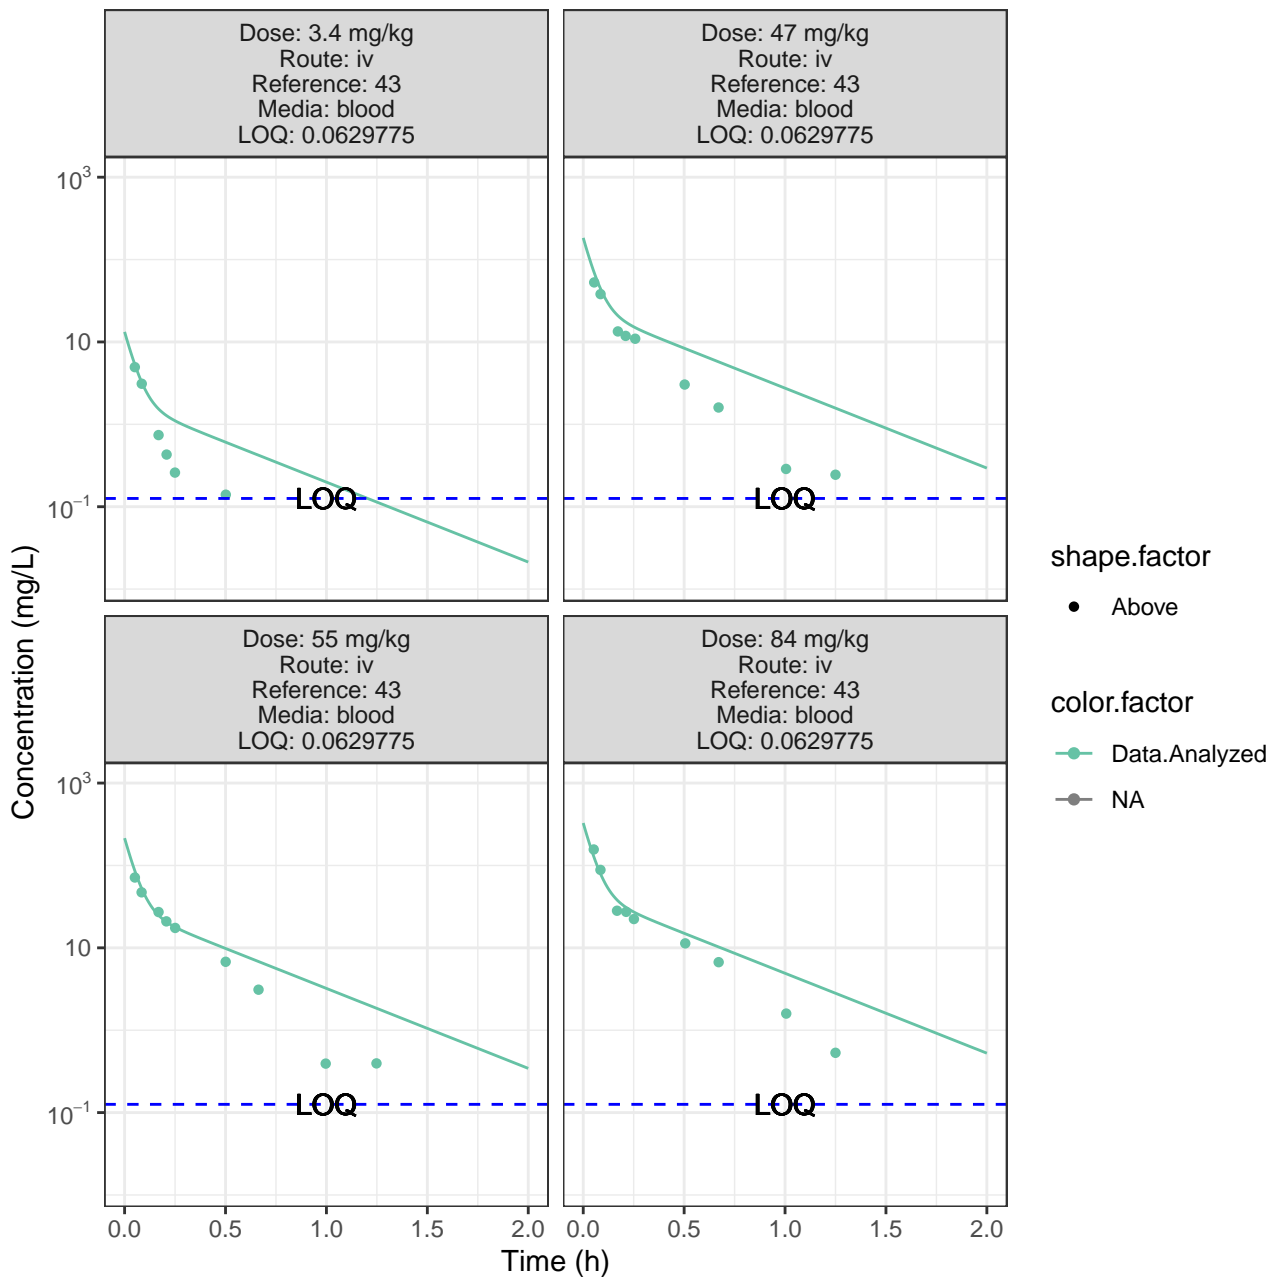 Dose: 3.4 mg/kg
Route: iv
Reference: 43
Media: blood
LOQ: 0.0629775
Dose: 47 mg/kg
Route: iv
Reference: 43
Media: blood
LOQ: 0.0629775
10³
10
10⁻¹
LOQ
LOQ
Dose: 55 mg/kg
Route: iv
Reference: 43
Media: blood
LOQ: 0.0629775
Dose: 84 mg/kg
Route: iv
Reference: 43
Media: blood
LOQ: 0.0629775
10³
10
10⁻¹
LOQ
LOQ
0.0 0.5 1.0 1.5 2.0
0.0 0.5 1.0 1.5 2.0
Time (h)
Concentration (mg/L)
shape.factor
Above
color.factor
Data.Analyzed
NA